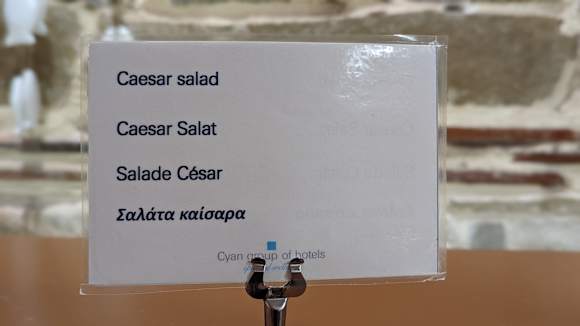 Caesar salad
Caesar Salat
Salade César
Σαλάτα καίσαρα
Cyan group of hotels